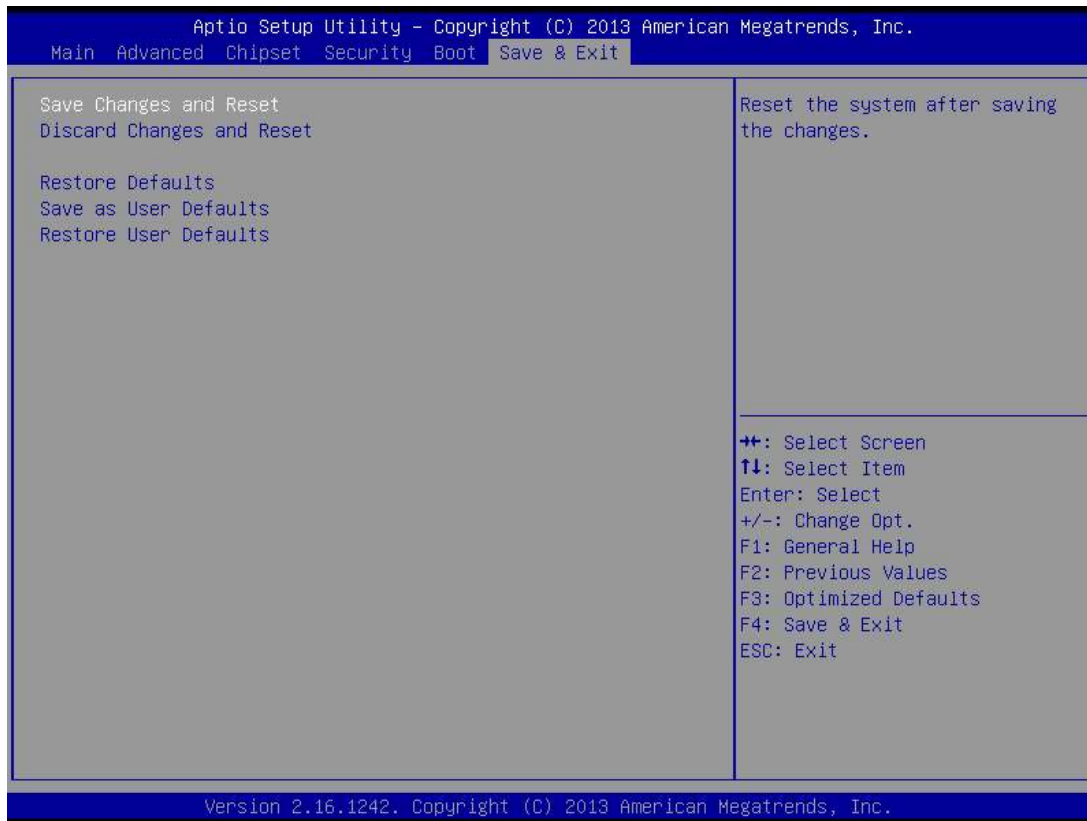 Aptio Setup Utility – Copyright (C) 2013 American Megatrends, Inc.
Main Advanced Chipset Security Boot Save & Exit
Save Changes and Reset
Discard Changes and Reset
Restore Defaults
Save as User Defaults
Restore User Defaults
Reset the system after saving
the changes.
→←: Select Screen
↑↓: Select Item
Enter: Select
+/-: Change Opt.
F1: General Help
F2: Previous Values
F3: Optimized Defaults
F4: Save & Exit
ESC: Exit
Version 2.16.1242. Copyright (C) 2013 American Megatrends, Inc.